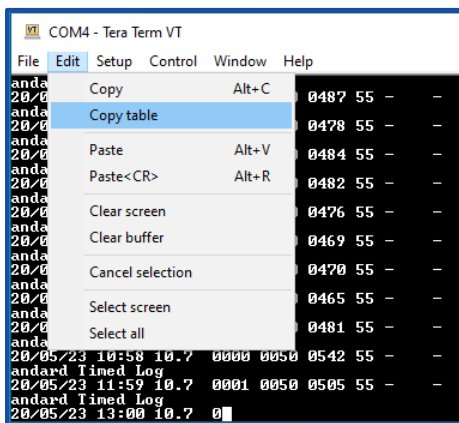 COM4 - Tera Term VT
File Edit Setup Control Window Help
Copy Alt+C
Copy table
Paste Alt+V
Paste<CR> Alt+R
Clear screen
Clear buffer
Cancel selection
Select screen
Select all
anda
20/0 0487 55 - -
anda
20/0 0478 55 - -
anda
20/0 0484 55 - -
anda
20/0 0482 55 - -
anda
20/0 0476 55 - -
anda
20/0 0469 55 - -
anda
20/0 0470 55 - -
anda
20/0 0465 55 - -
anda
20/0 0481 55 - -
anda
20/05/23 10:58 10.7 0000 0050 0542 55 - -
andard Timed Log
20/05/23 11:59 10.7 0001 0050 0505 55 - -
andard Timed Log
20/05/23 13:00 10.7 0